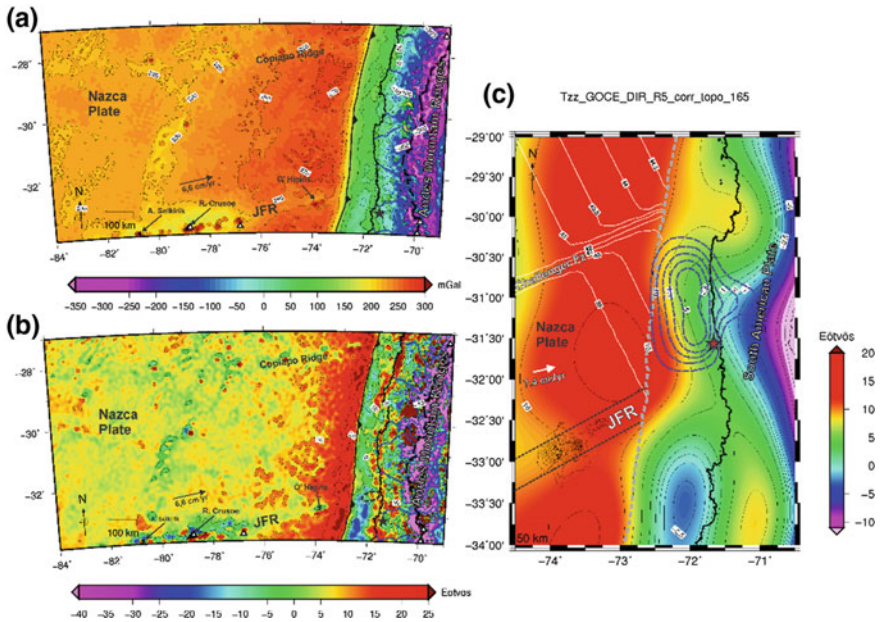 (a)
Copiapo Ridge
Nazca
Plate
6,6 cm/yr
N
A. Selkirk
R. Crusoe
O' Higgins
JFR
100 km
Andes Mountain Ranges
−26˚
−28˚
−30˚
−32˚
−84˚ −82˚ −80˚ −78˚ −76˚ −74˚ −72˚ −70˚
mGal
−350 −300 −250 −200 −150 −100 −50 0 50 100 150 200 250 300
(b)
Copiapo Ridge
Nazca
Plate
6,6 cm/yr
N
R. Crusoe
JFR
100 km
−28˚
−30˚
−32˚
−84˚ −82˚ −80˚ −78˚ −76˚ −74˚ −72˚ −70˚
Eotvos
−40 −35 −30 −25 −20 −15 −10 −5 0 5 10 15 20 25
(c)
Tzz_GOCE_DIR_R5_corr_topo_165
−29˚00'
−29˚30'
−30˚00'
−30˚30'
−31˚00'
−31˚30'
−32˚00'
−32˚30'
−33˚00'
−33˚30'
−34˚00'
N
Nazca
Plate
JFR
South American Plate
50 km
−74˚ −73˚ −72˚ −71˚
Eötvös
20
15
10
5
0
−5
−10